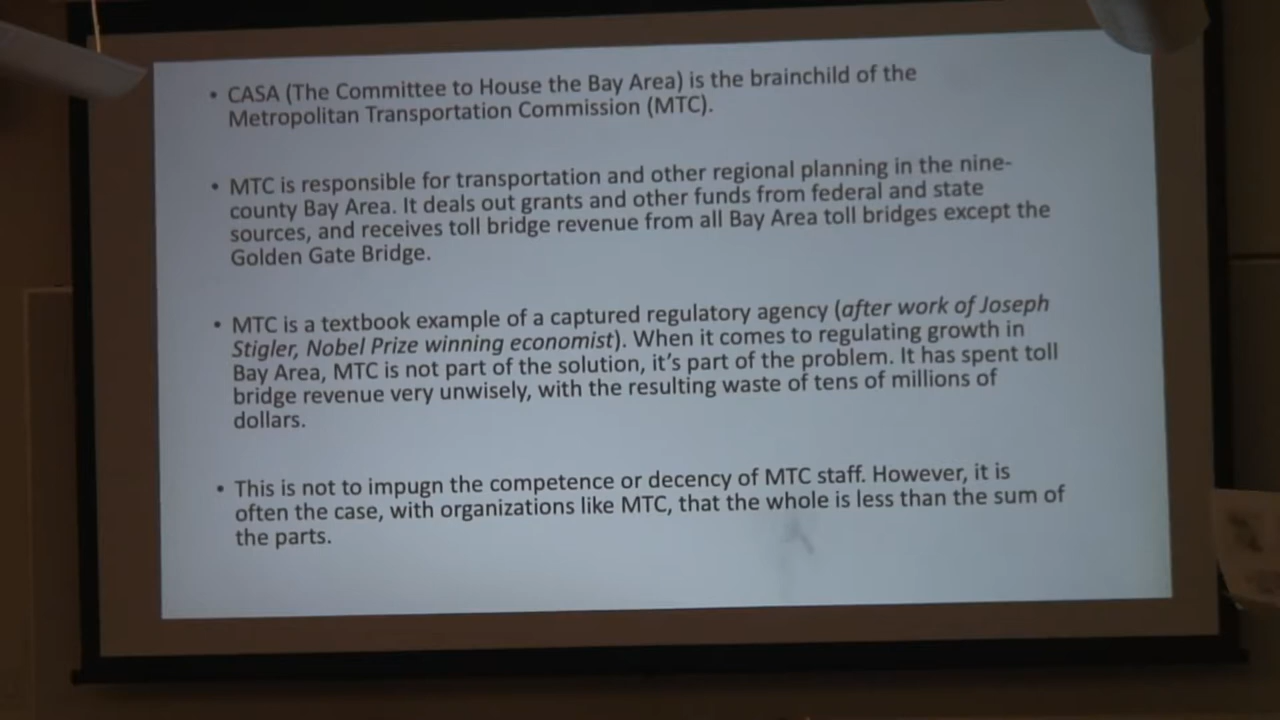 • CASA (The Committee to House the Bay Area) is the brainchild of the
Metropolitan Transportation Commission (MTC).
• MTC is responsible for transportation and other regional planning in the nine-
county Bay Area. It deals out grants and other funds from federal and state
sources, and receives toll bridge revenue from all Bay Area toll bridges except the
Golden Gate Bridge.
• MTC is a textbook example of a captured regulatory agency (after work of Joseph
Stigler, Nobel Prize winning economist). When it comes to regulating growth in
Bay Area, MTC is not part of the solution, it's part of the problem. It has spent toll
bridge revenue very unwisely, with the resulting waste of tens of millions of
dollars.
• This is not to impugn the competence or decency of MTC staff. However, it is
often the case, with organizations like MTC, that the whole is less than the sum of
the parts.